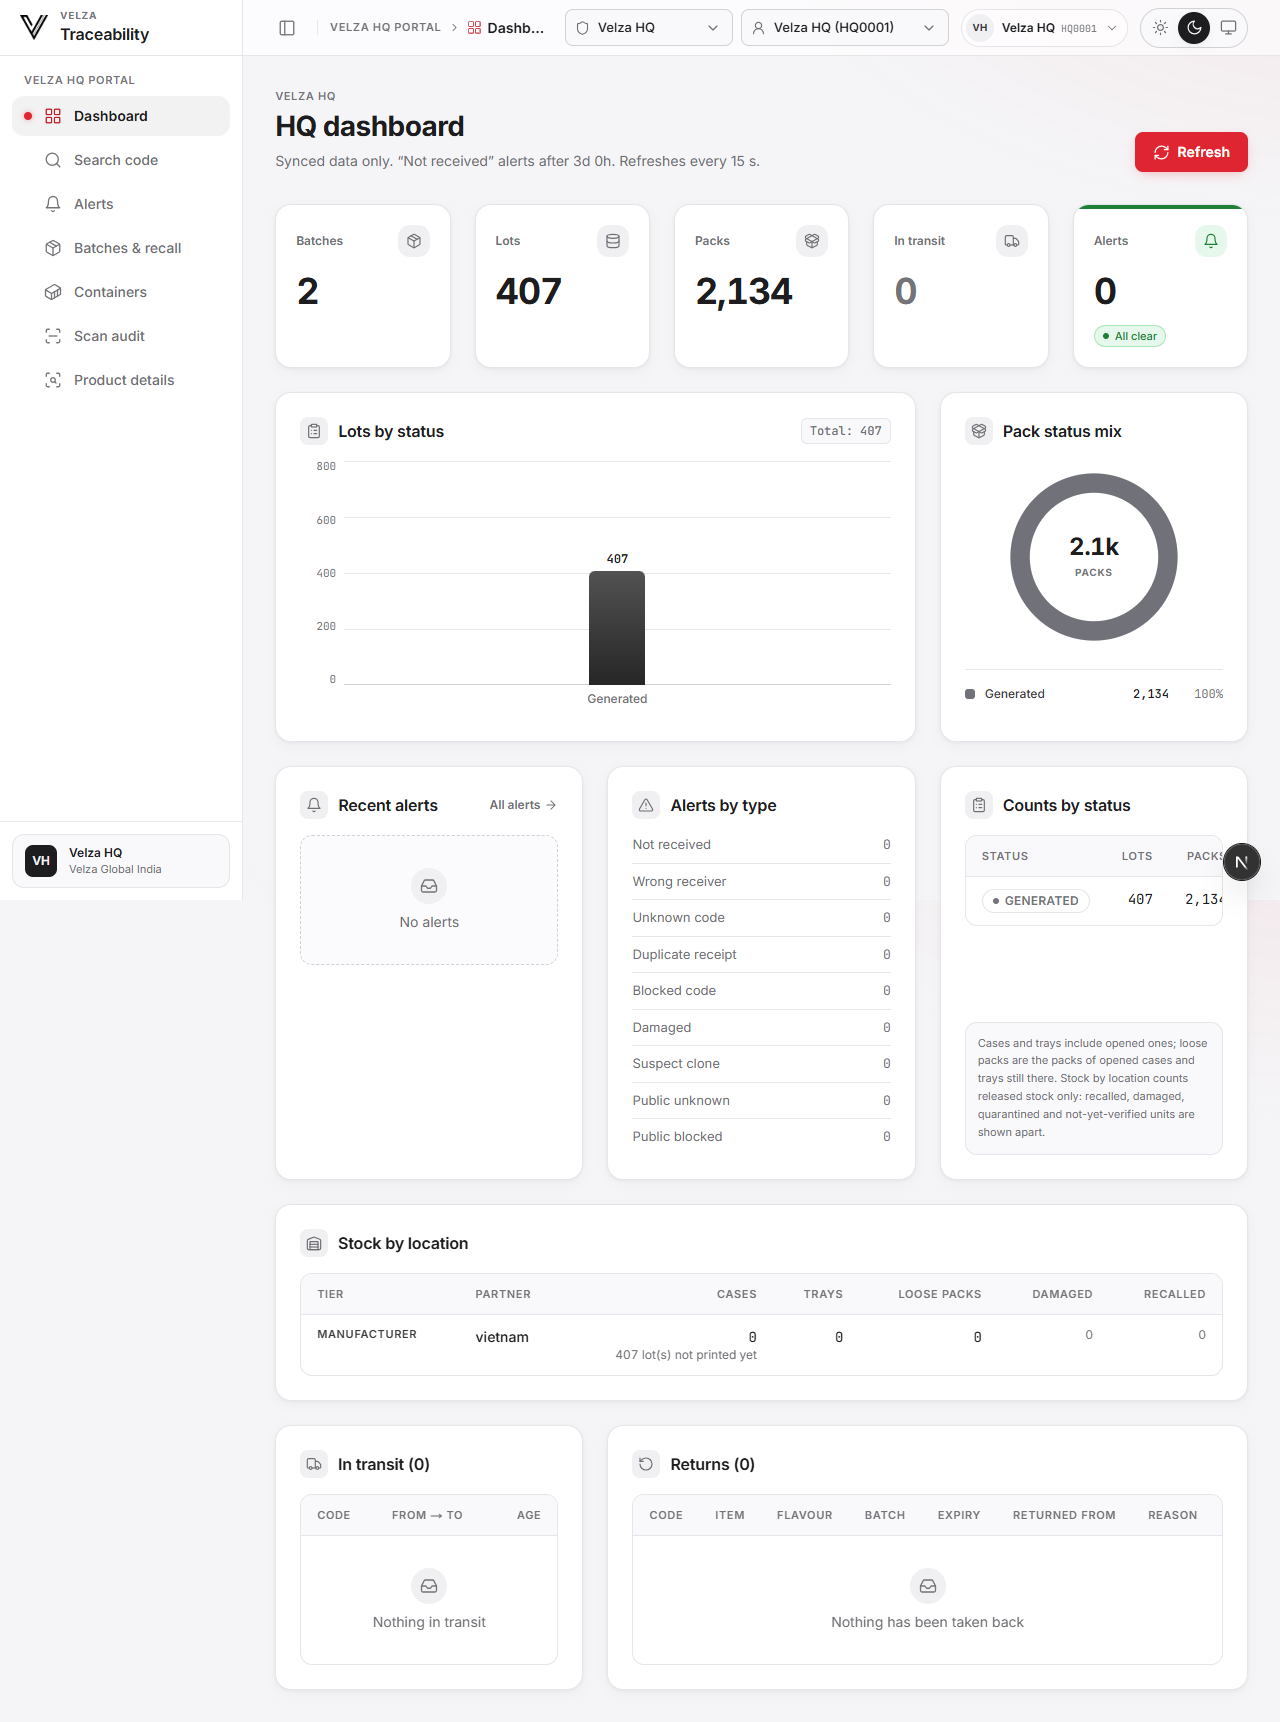 VELZA
Traceability
VELZA HQ PORTAL
Dashboard
Search code
Alerts
Batches & recall
Containers
Scan audit
Product details
VH
Velza HQ
Velza Global India
VELZA HQ PORTAL
Dashb...
Velza HQ
Velza HQ (HQ0001)
VH Velza HQ HQ0001
VELZA HQ
HQ dashboard
Synced data only. “Not received” alerts after 3d 0h. Refreshes every 15 s.
Refresh
Batches
2
Lots
407
Packs
2,134
In transit
0
Alerts
0
All clear
Lots by status
Total: 407
800
600
400
200
0
407
Generated
Pack status mix
2.1k
PACKS
Generated 2,134 100%
Recent alerts
All alerts →
No alerts
Alerts by type
Not received 0
Wrong receiver 0
Unknown code 0
Duplicate receipt 0
Blocked code 0
Damaged 0
Suspect clone 0
Public unknown 0
Public blocked 0
Counts by status
STATUS LOTS PACKS
GENERATED 407 2,134
N
Cases and trays include opened ones; loose
packs are the packs of opened cases and
trays still there. Stock by location counts
released stock only: recalled, damaged,
quarantined and not-yet-verified units are
shown apart.
Stock by location
TIER PARTNER CASES TRAYS LOOSE PACKS DAMAGED RECALLED
MANUFACTURER vietnam 0 0 0 0 0
407 lot(s) not printed yet
In transit (0)
CODE FROM → TO AGE
Nothing in transit
Returns (0)
CODE ITEM FLAVOUR BATCH EXPIRY RETURNED FROM REASON
Nothing has been taken back